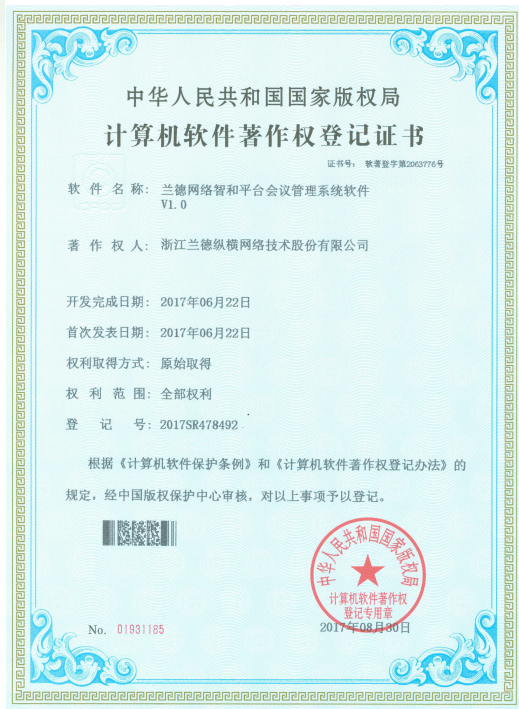 中华人民共和国国家版权局
计算机软件著作权登记证书
证书号： 软著登字第2063776号
软 件 名 称： 兰德网络智和平台会议管理系统软件
V1.0
著 作 权 人： 浙江兰德纵横网络技术股份有限公司
开发完成日期： 2017年06月22日
首次发表日期： 2017年06月22日
权利取得方式： 原始取得
权 利 范 围： 全部权利
登 记 号： 2017SR478492
根据《计算机软件保护条例》和《计算机软件著作权登记办法》的
规定，经中国版权保护中心审核，对以上事项予以登记。
中华人民共和国国家版权局
计算机软件著作权
登记专用章
No. 01931185
2017年08月30日